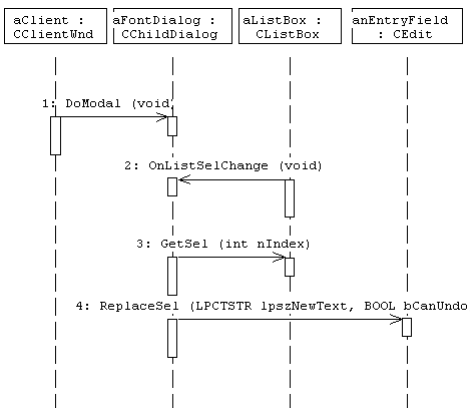 aClient :
CClientWnd
aFontDialog :
CChildDialog
aListBox :
CListBox
anEntryField
: CEdit
1: DoModal (void)
2: OnListSelChange (void)
3: GetSel (int nIndex)
4: ReplaceSel (LPCTSTR lpszNewText, BOOL bCanUndo